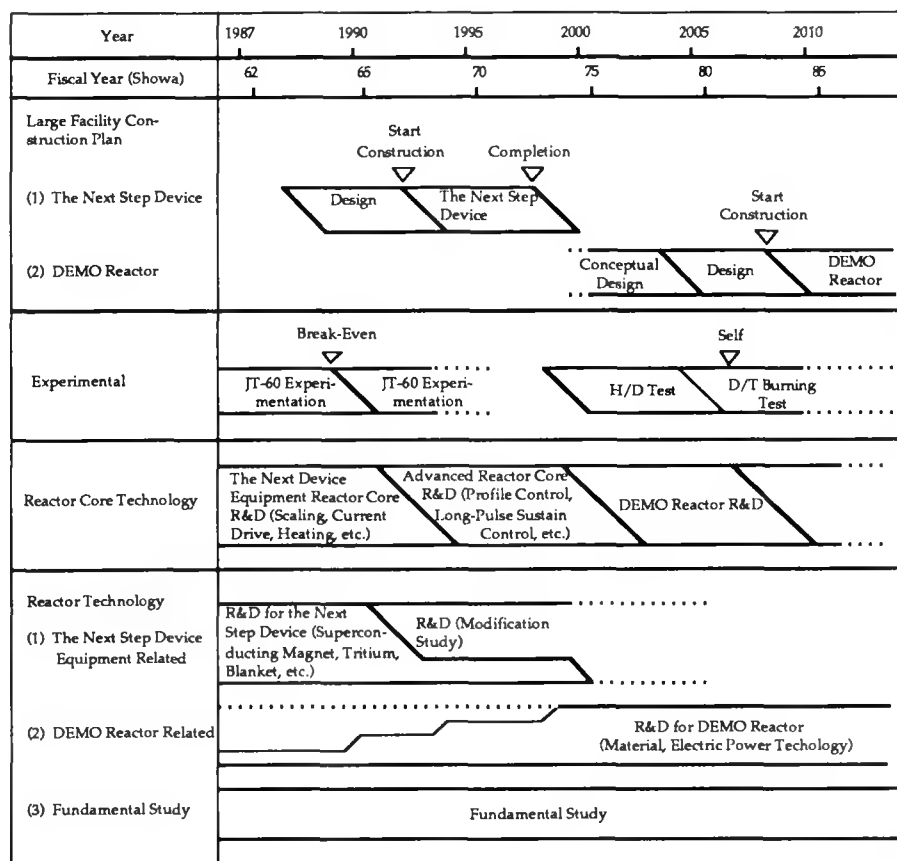 Year 1987 1990 1995 2000 2005 2010
Fiscal Year (Showa) 62 65 70 75 80 85
Large Facility Con-
struction Plan
Start
Construction
Completion
(1) The Next Step Device
Design
The Next Step
Device
Start
Construction
(2) DEMO Reactor
Conceptual
Design
Design
DEMO
Reactor
Break-Even
Self
Experimental
JT-60 Experi-
mentation
JT-60 Experi-
mentation
H/D Test
D/T Burning
Test
Reactor Core Technology
The Next Device
Equipment Reactor Core
R&D (Scaling, Current
Drive, Heating, etc.)
Advanced Reactor Core
R&D (Profile Control,
Long-Pulse Sustain
Control, etc.)
DEMO Reactor R&D
Reactor Technology
(1) The Next Step Device
Equipment Related
R&D for the Next
Step Device (Supercon-
ducting Magnet, Tritium,
Blanket, etc.)
R&D (Modification
Study)
(2) DEMO Reactor Related
R&D for DEMO Reactor
(Material, Electric Power Techology)
(3) Fundamental Study
Fundamental Study